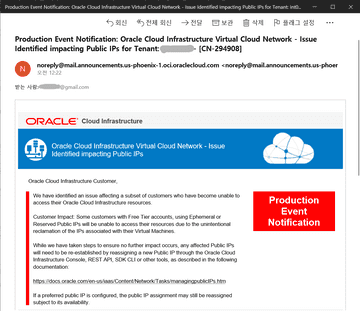 Production Event Notification: Oracle Cloud Infrastructure Virtual Cloud Network - Issue Identified impacting Public IPs for Tenant: int0
회신 전체 회신 전달 보관 삭제 플래그 설정 ...
Production Event Notification: Oracle Cloud Infrastructure Virtual Cloud Network - Issue
Identified impacting Public IPs for Tenant: - [CN-294908]
noreply@mail.announcements.us-phoenix-1.oci.oraclecloud.com <noreply@mail.announcements.us-phoer
오전 12:22
받는 사람: @gmail.com
ORACLE Cloud Infrastructure
Oracle Cloud Infrastructure Virtual Cloud Network - Issue
Identified impacting Public IPs
Oracle Cloud Infrastructure Customer,
We have identified an issue affecting a subset of customers who have become unable to
access their Oracle Cloud Infrastructure resources.
Customer Impact: Some customers with Free Tier accounts, using Ephemeral or
Reserved Public IPs will be unable to access their resources due to the unintentional
reclamation of the IPs associated with their Virtual Machines.
While we have taken steps to ensure no further impact occurs, any affected Public IPs
will need to be re-established by reassigning a new Public IP through the Oracle Cloud
Infrastructure Console, REST API, SDK CLI or other tools, as described in the following
documentation:
https://docs.oracle.com/en-us/iaas/Content/Network/Tasks/managingpublicIPs.htm
If a preferred public IP is configured, the public IP assignment may still be reassigned
subject to its availability.
Production
Event
Notification